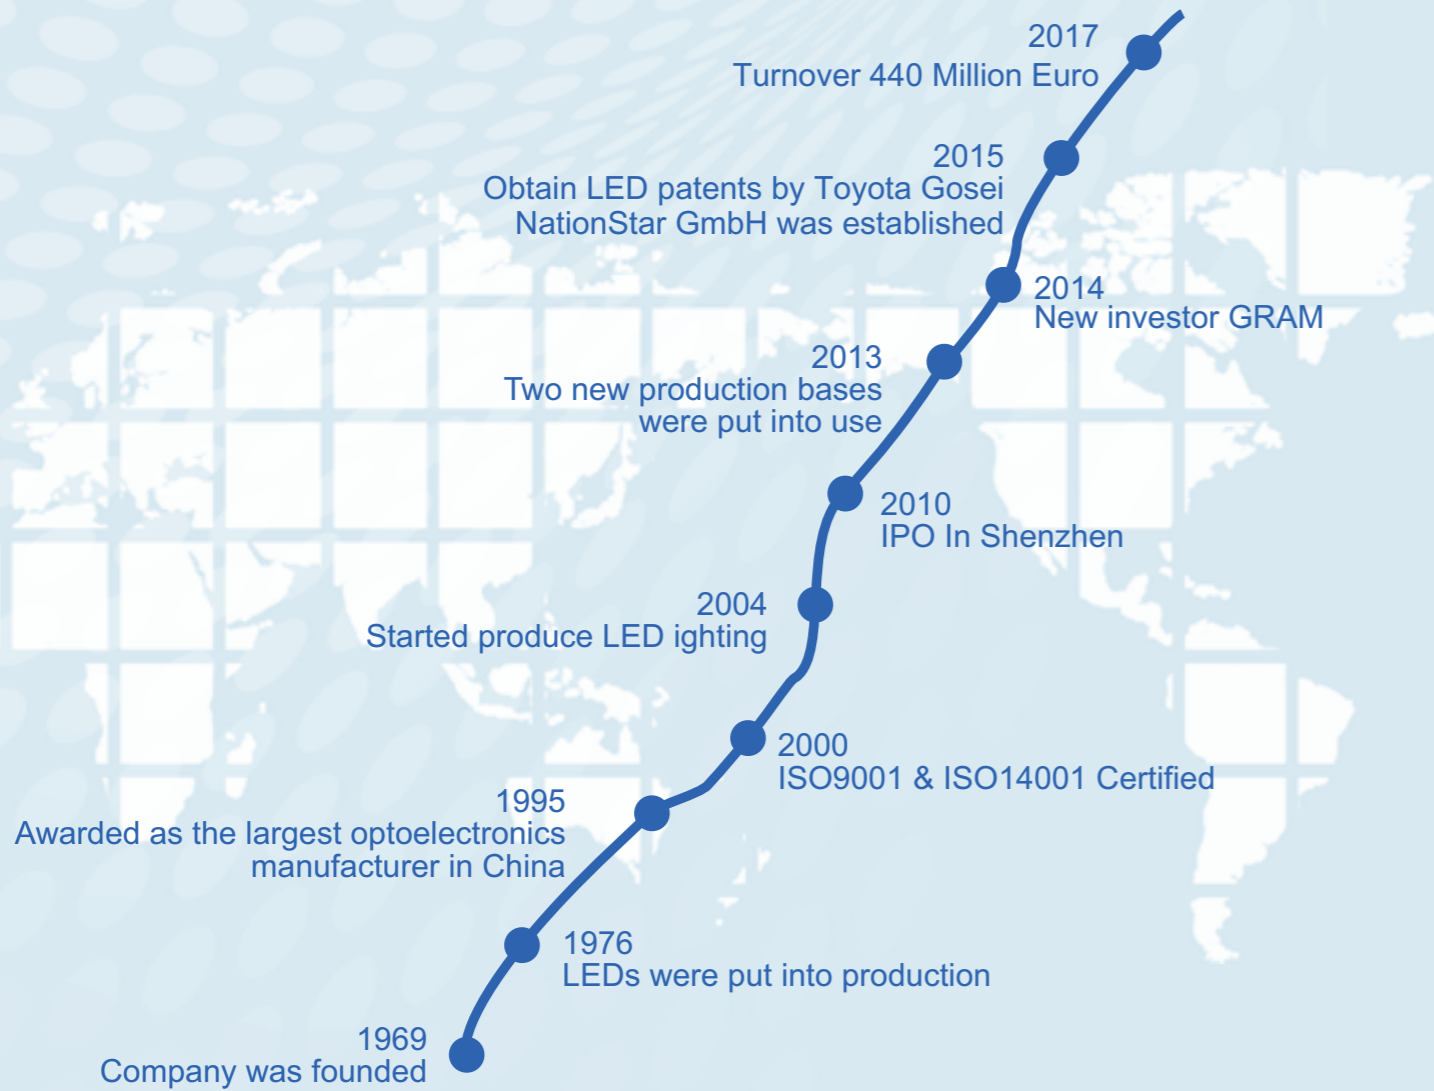 2017
Turnover 440 Million Euro
2015
Obtain LED patents by Toyota Gosei
NationStar GmbH was established
2014
New investor GRAM
2013
Two new production bases
were put into use
2010
IPO In Shenzhen
2004
Started produce LED ighting
2000
ISO9001 & ISO14001 Certified
1995
Awarded as the largest optoelectronics
manufacturer in China
1976
LEDs were put into production
1969
Company was founded